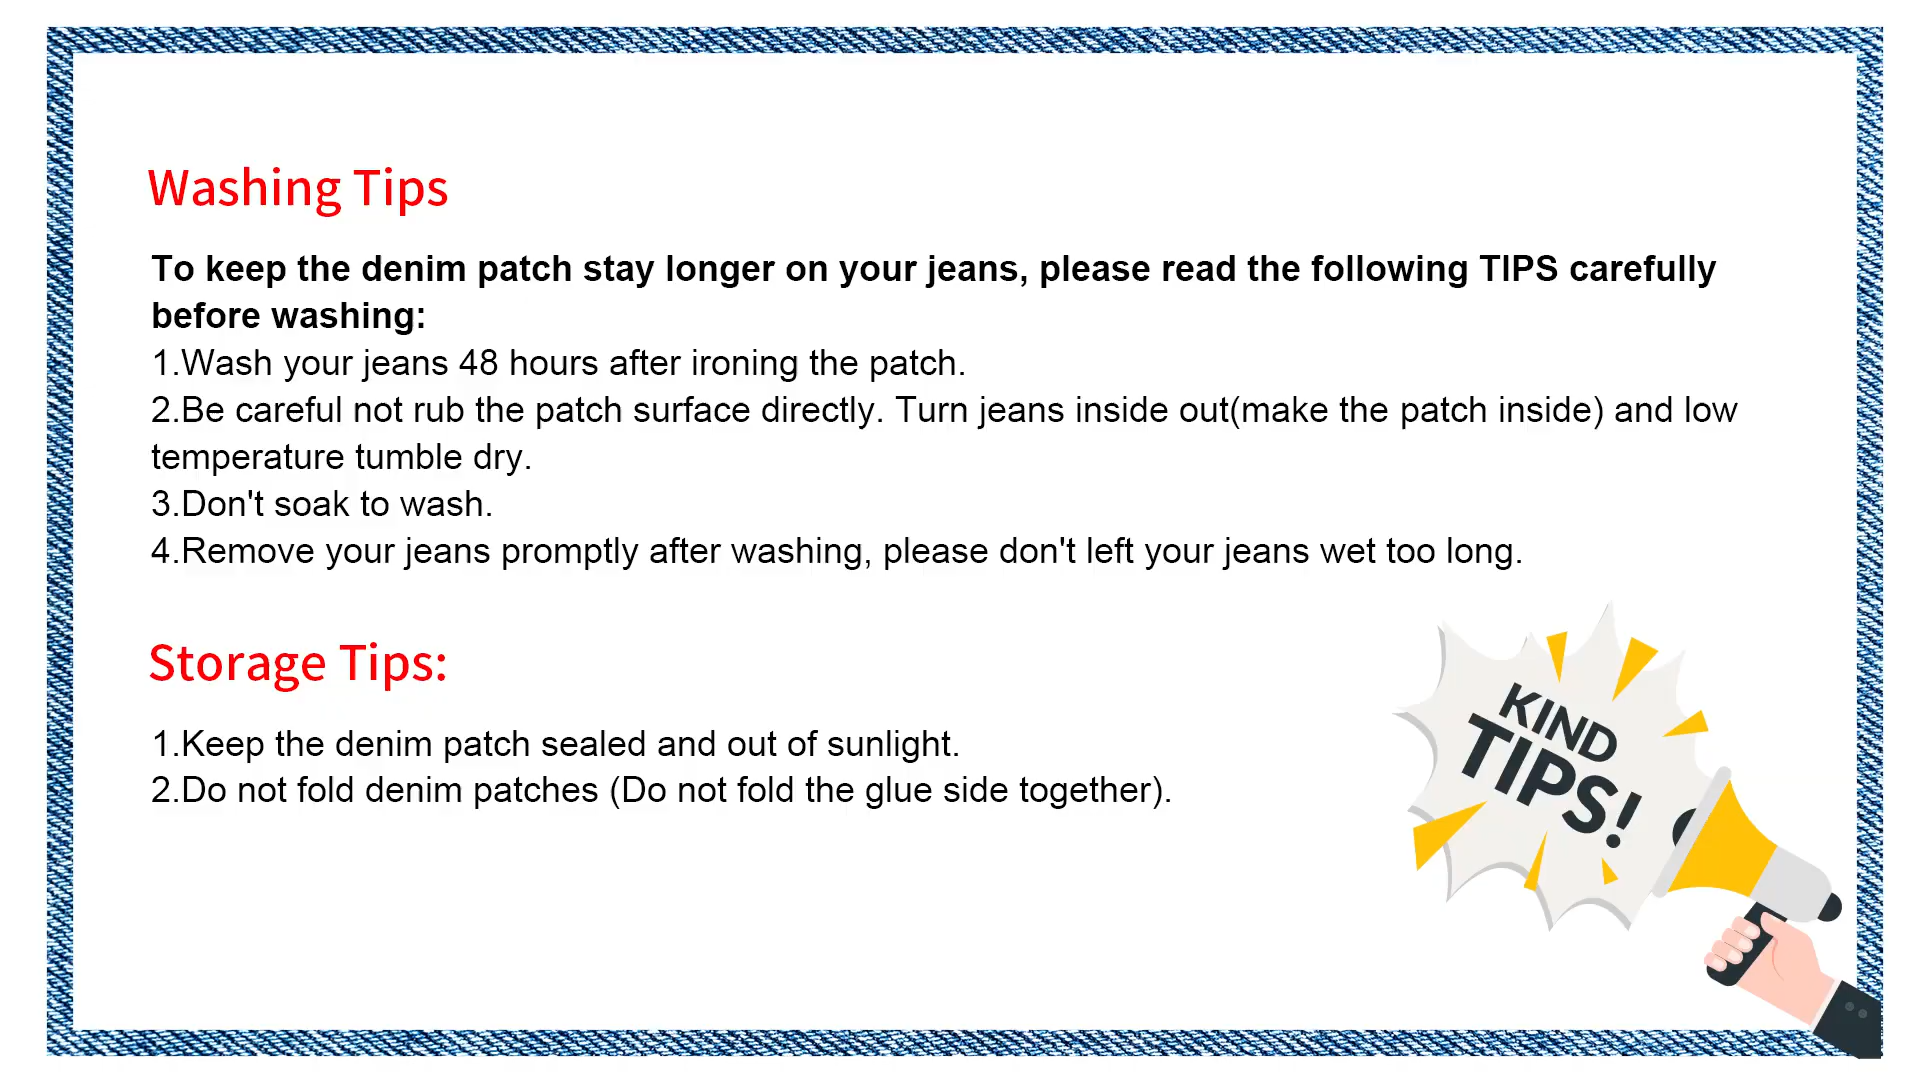 Washing Tips
To keep the denim patch stay longer on your jeans, please read the following TIPS carefully
before washing:
1.Wash your jeans 48 hours after ironing the patch.
2.Be careful not rub the patch surface directly. Turn jeans inside out(make the patch inside) and low
temperature tumble dry.
3.Don't soak to wash.
4.Remove your jeans promptly after washing, please don't left your jeans wet too long.
Storage Tips:
1.Keep the denim patch sealed and out of sunlight.
2.Do not fold denim patches (Do not fold the glue side together).
KIND
TIPS!